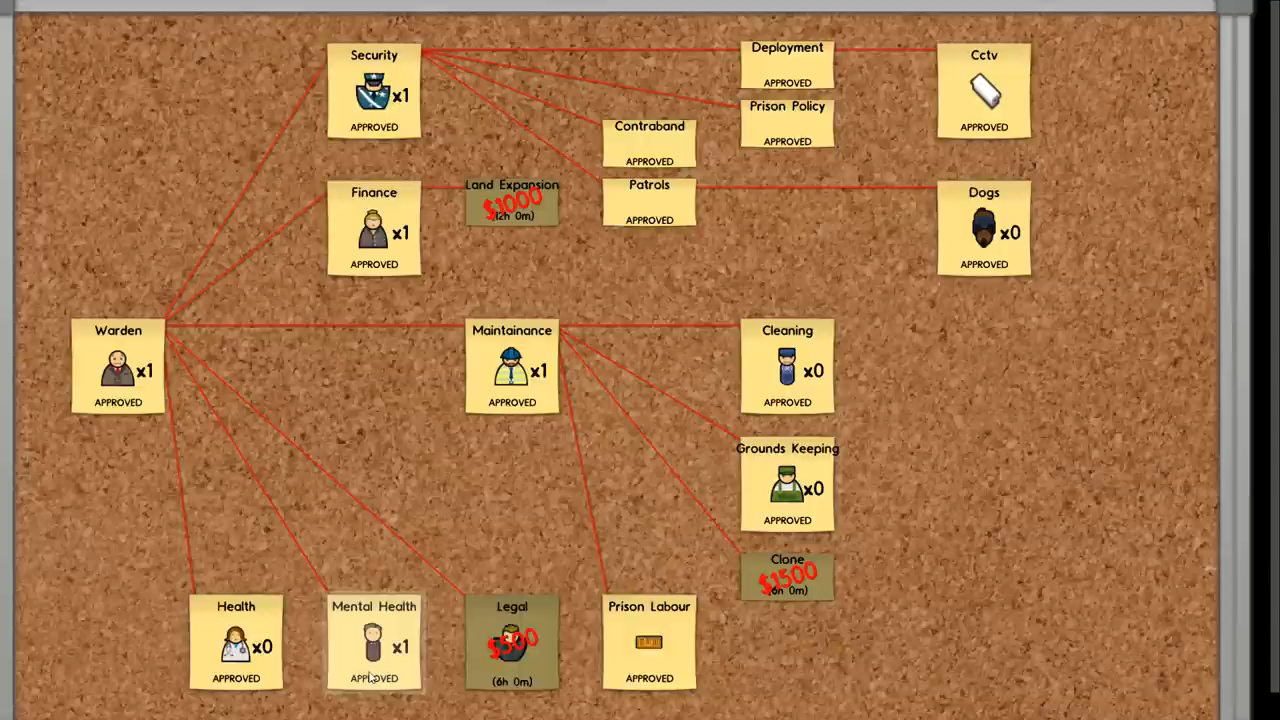 Security
x1
APPROVED
Deployment
APPROVED
Cctv
APPROVED
Prison Policy
APPROVED
Contraband
APPROVED
Finance
x1
APPROVED
Land Expansion
$1000
(12h 0m)
Patrols
APPROVED
Dogs
x0
APPROVED
Warden
x1
APPROVED
Maintainance
x1
APPROVED
Cleaning
x0
APPROVED
Grounds Keeping
x0
APPROVED
Clone
$1500
(6h 0m)
Health
x0
APPROVED
Mental Health
x1
APPROVED
Legal
$500
(6h 0m)
Prison Labour
APPROVED